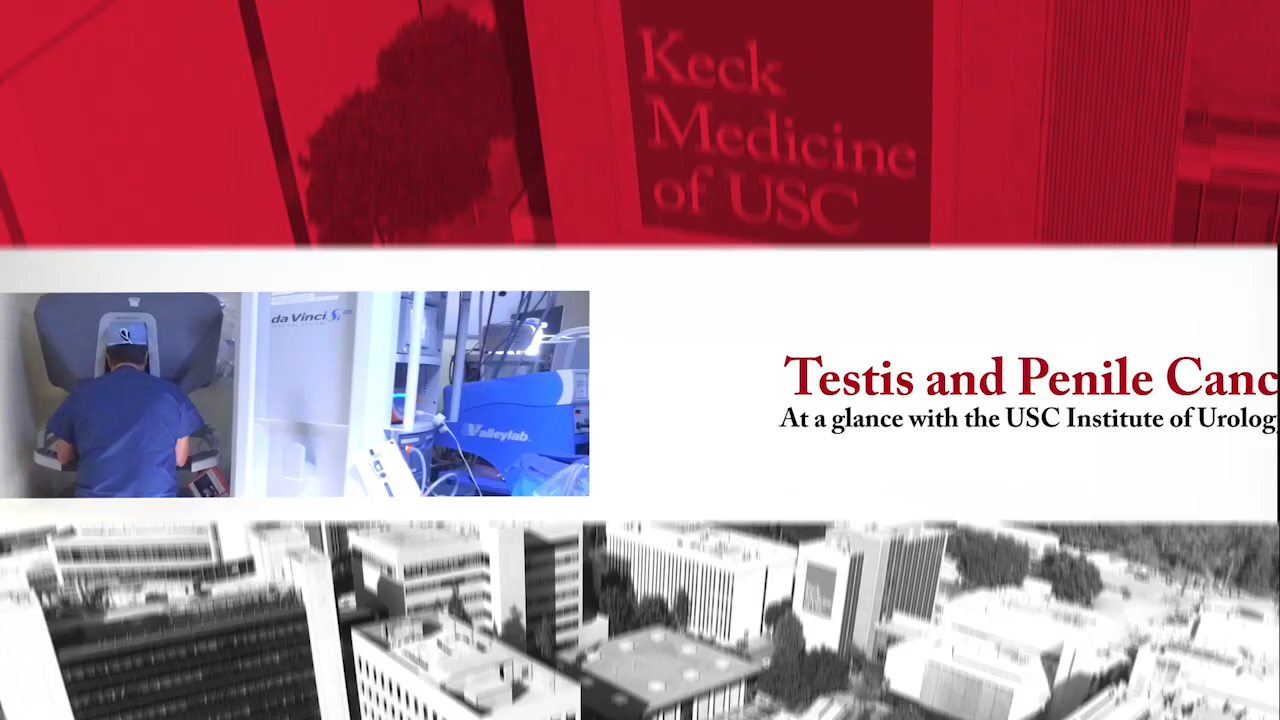 Keck
Medicine
of USC
da Vinci Si
Valleylab
Testis and Penile Canc
At a glance with the USC Institute of Urolog